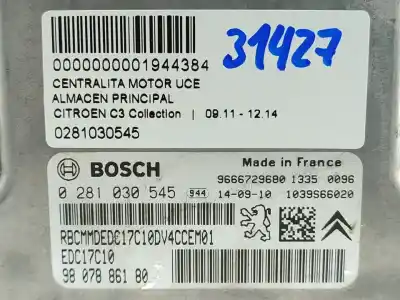 31427
0000000001944384
CENTRALITA MOTOR UCE
ALMACEN PRINCIPAL
CITROEN C3 Collection | 09.11 - 12.14
0281030545
BOSCH
Made in France
9666729680 1335 0096
0 281 030 545 944 14-09-10 1039S66020
RBCMMDEDC17C10DV4CCEM01
EDC17C10
98 078 861 80